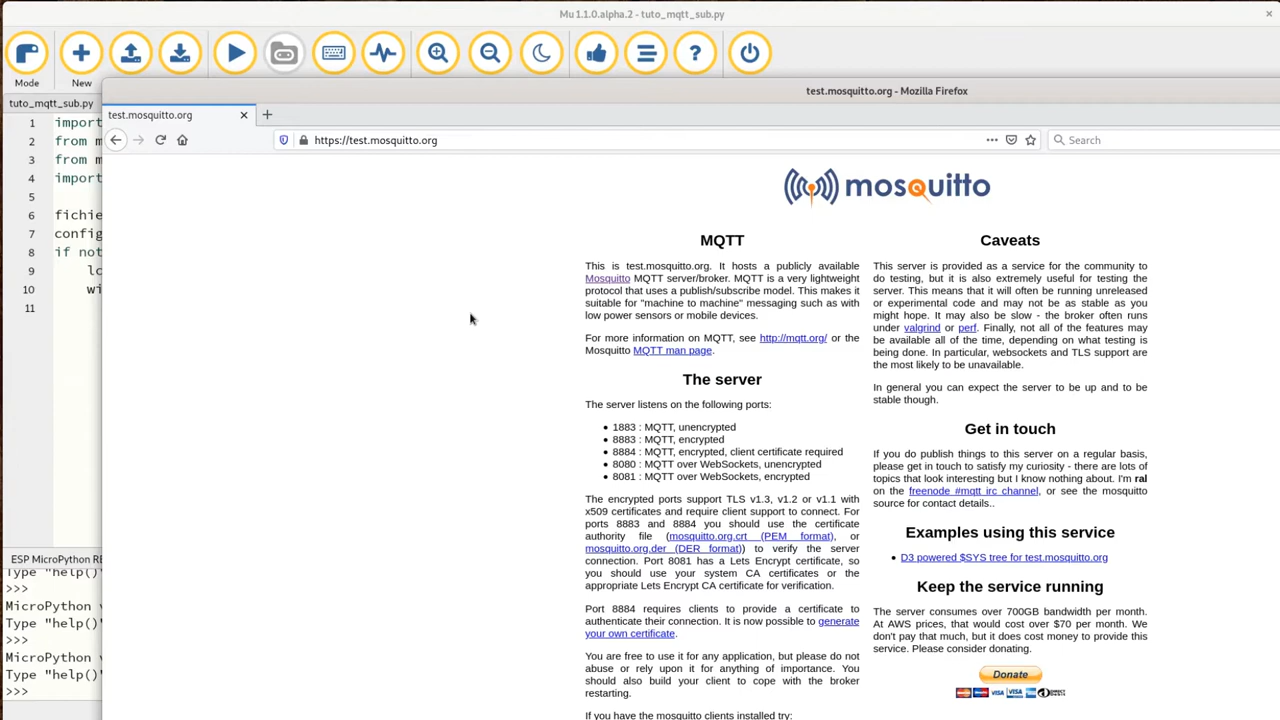 Mu 1.1.0.alpha.2 - tuto_mqtt_sub.py
Mode
New
test.mosquitto.org - Mozilla Firefox
tuto_mqtt_sub.py
test.mosquitto.org
https://test.mosquitto.org
Search
1 import
2 from m
3 from m
4 import
5
6 fichie
7 config
8 if not
9 lo
10 wi
11
ESP MicroPython RE
Type "help()"
>>>
MicroPython v
Type "help()"
>>>
MicroPython v
Type "help()"
>>>
mosquitto
MQTT
This is test.mosquitto.org. It hosts a publicly available
Mosquitto MQTT server/broker. MQTT is a very lightweight
protocol that uses a publish/subscribe model. This makes it
suitable for "machine to machine" messaging such as with
low power sensors or mobile devices.
For more information on MQTT, see http://mqtt.org/ or the
Mosquitto MQTT man page.
The server
The server listens on the following ports:
• 1883 : MQTT, unencrypted
• 8883 : MQTT, encrypted
• 8884 : MQTT, encrypted, client certificate required
• 8080 : MQTT over WebSockets, unencrypted
• 8081 : MQTT over WebSockets, encrypted
The encrypted ports support TLS v1.3, v1.2 or v1.1 with
x509 certificates and require client support to connect. For
ports 8883 and 8884 you should use the certificate
authority file (mosquitto.org.crt (PEM format), or
mosquitto.org.der (DER format)) to verify the server
connection. Port 8081 has a Lets Encrypt certificate, so
you should use your system CA certificates or the
appropriate Lets Encrypt CA certificate for verification.
Port 8884 requires clients to provide a certificate to
authenticate their connection. It is now possible to generate
your own certificate.
You are free to use it for any application, but please do not
abuse or rely upon it for anything of importance. You
should also build your client to cope with the broker
restarting.
If you have the mosquitto clients installed try:
Caveats
This server is provided as a service for the community to
do testing, but it is also extremely useful for testing the
server. This means that it will often be running unreleased
or experimental code and may not be as stable as you
might hope. It may also be slow - the broker often runs
under valgrind or perf. Finally, not all of the features may
be available all of the time, depending on what testing is
being done. In particular, websockets and TLS support are
the most likely to be unavailable.
In general you can expect the server to be up and to be
stable though.
Get in touch
If you do publish things to this server on a regular basis,
please get in touch to satisfy my curiosity - there are lots of
topics that look interesting but I know nothing about. I'm ral
on the freenode #mqtt irc channel, or see the mosquitto
source for contact details..
Examples using this service
• D3 powered $SYS tree for test.mosquitto.org
Keep the service running
The server consumes over 700GB bandwidth per month.
At AWS prices, that would cost over $70 per month. We
don't pay that much, but it does cost money to provide this
service. Please consider donating.
Donate